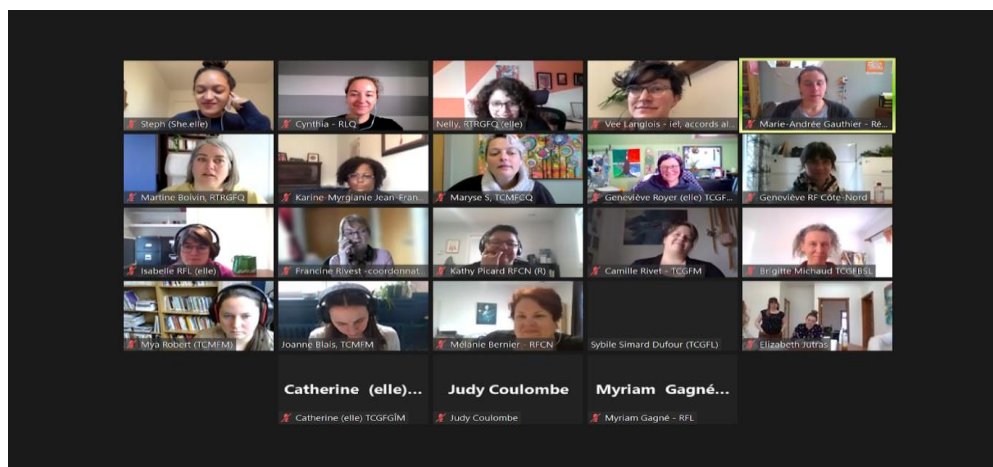 Steph (She.elle)
Cynthia - RLQ
Nelly, RTRGFQ (elle)
Vee Langlois - iel, accords al...
Marie-Andrée Gauthier - Ré...
Martine Boivin, RTRGFQ
Karine-Myrgianie Jean-Fran...
Maryse S, TCMFCQ
Geneviève Royer (elle) TCGF...
Geneviève RF Côte-Nord
Isabelle RFL (elle)
Francine Rivest -coordonnat...
Kathy Picard RFCN (R)
Camille Rivet - TCGFM
Brigitte Michaud TCGFBSL
Mya Robert (TCMFM)
Joanne Blais, TCMFM
Mélanie Bernier - RFCN
Sybile Simard Dufour (TCGFL)
Elizabeth Jutras
Catherine (elle)...
Judy Coulombe
Myriam Gagné...
Catherine (elle) TCGFGÎM
Judy Coulombe
Myriam Gagné - RFL